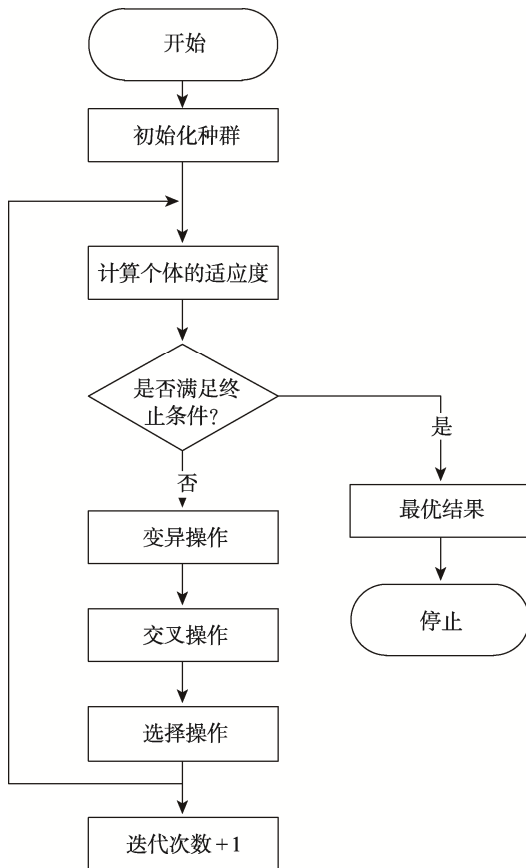 开始
初始化种群
计算个体的适应度
是否满足终
止条件?
是
否
最优结果
变异操作
停止
交叉操作
选择操作
迭代次数+1